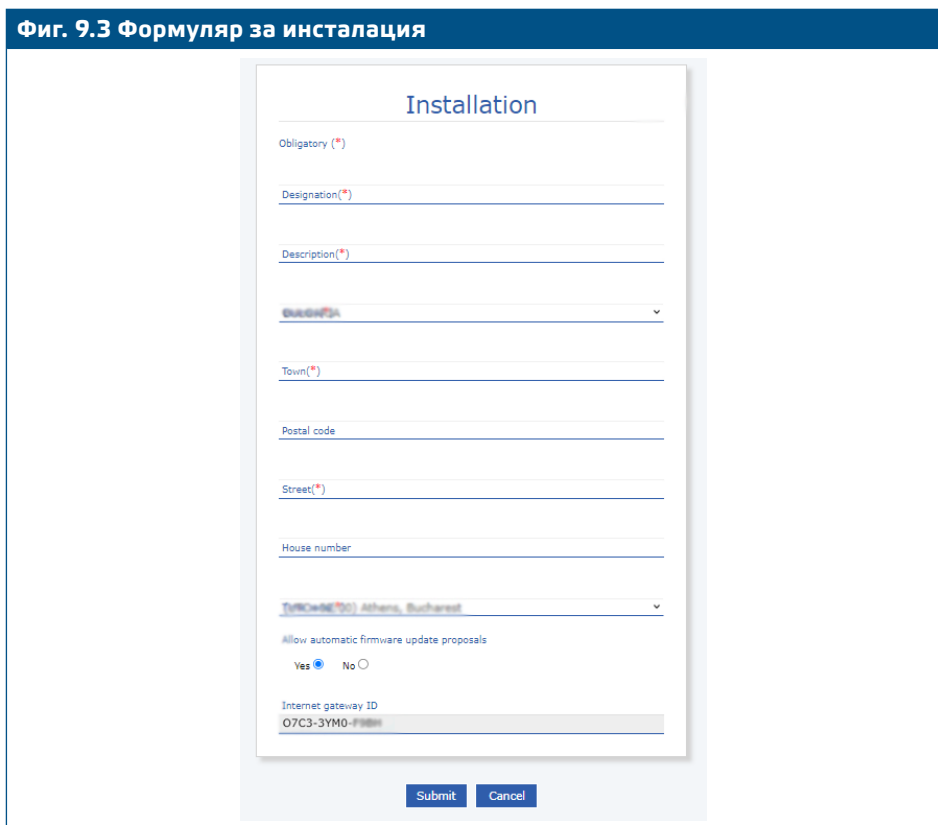 Фиг. 9.3 Формуляр за инсталация
Installation
Obligatory (*)
Designation(*)
Description(*)
Town(*)
Postal code
Street(*)
House number
Athens, Bucharest
Allow automatic firmware update proposals
Yes No
Internet gateway ID
O7C3-3YM0-
Submit Cancel